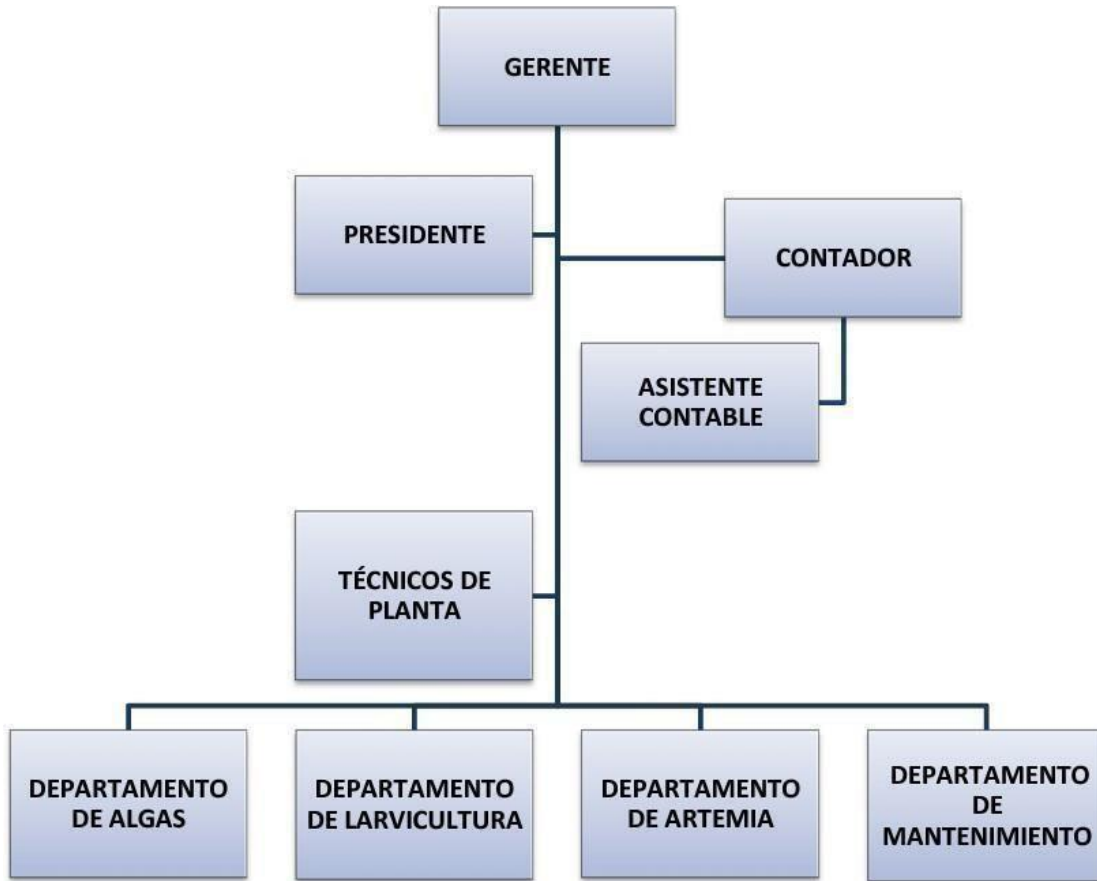 GERENTE
PRESIDENTE
CONTADOR
ASISTENTE
CONTABLE
TÉCNICOS DE
PLANTA
DEPARTAMENTO
DE ALGAS
DEPARTAMENTO
DE LARVICULTURA
DEPARTAMENTO
DE ARTEMIA
DEPARTAMENTO
DE
MANTENIMIENTO